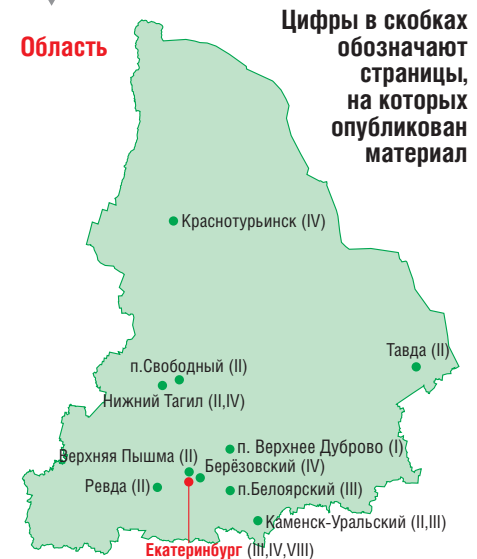 Цифры в скобках
обозначают
страницы,
на которых
опубликован
материал
Область
Краснотурьинск (IV)
Тавда (II)
п.Свободный (II)
Нижний Тагил (II,IV)
п. Верхнее Дуброво (I)
Верхняя Пышма (II)
Берёзовский (IV)
Ревда (II)
п.Белоярский (III)
Каменск-Уральский (II,III)
Екатеринбург (III,IV,VIII)